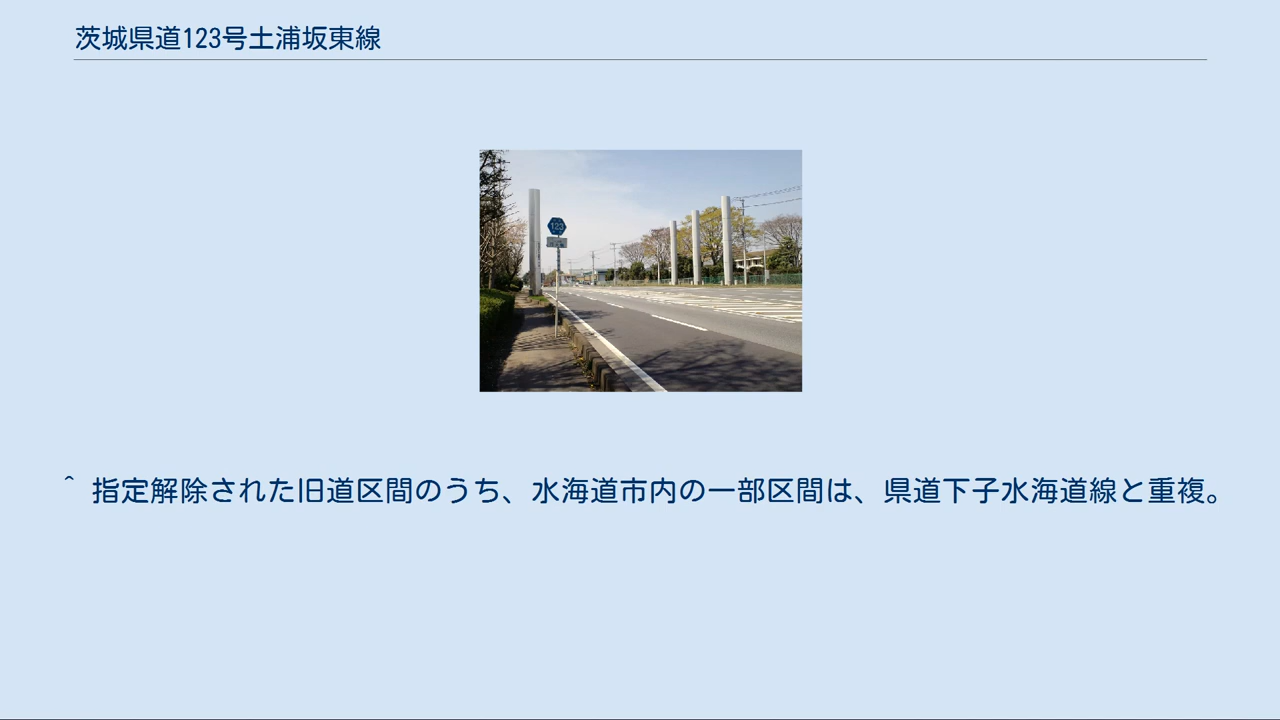 茨城県道123号土浦坂東線
123
^ 指定解除された旧道区間のうち、水海道市内の一部区間は、県道下子水海道線と重複。